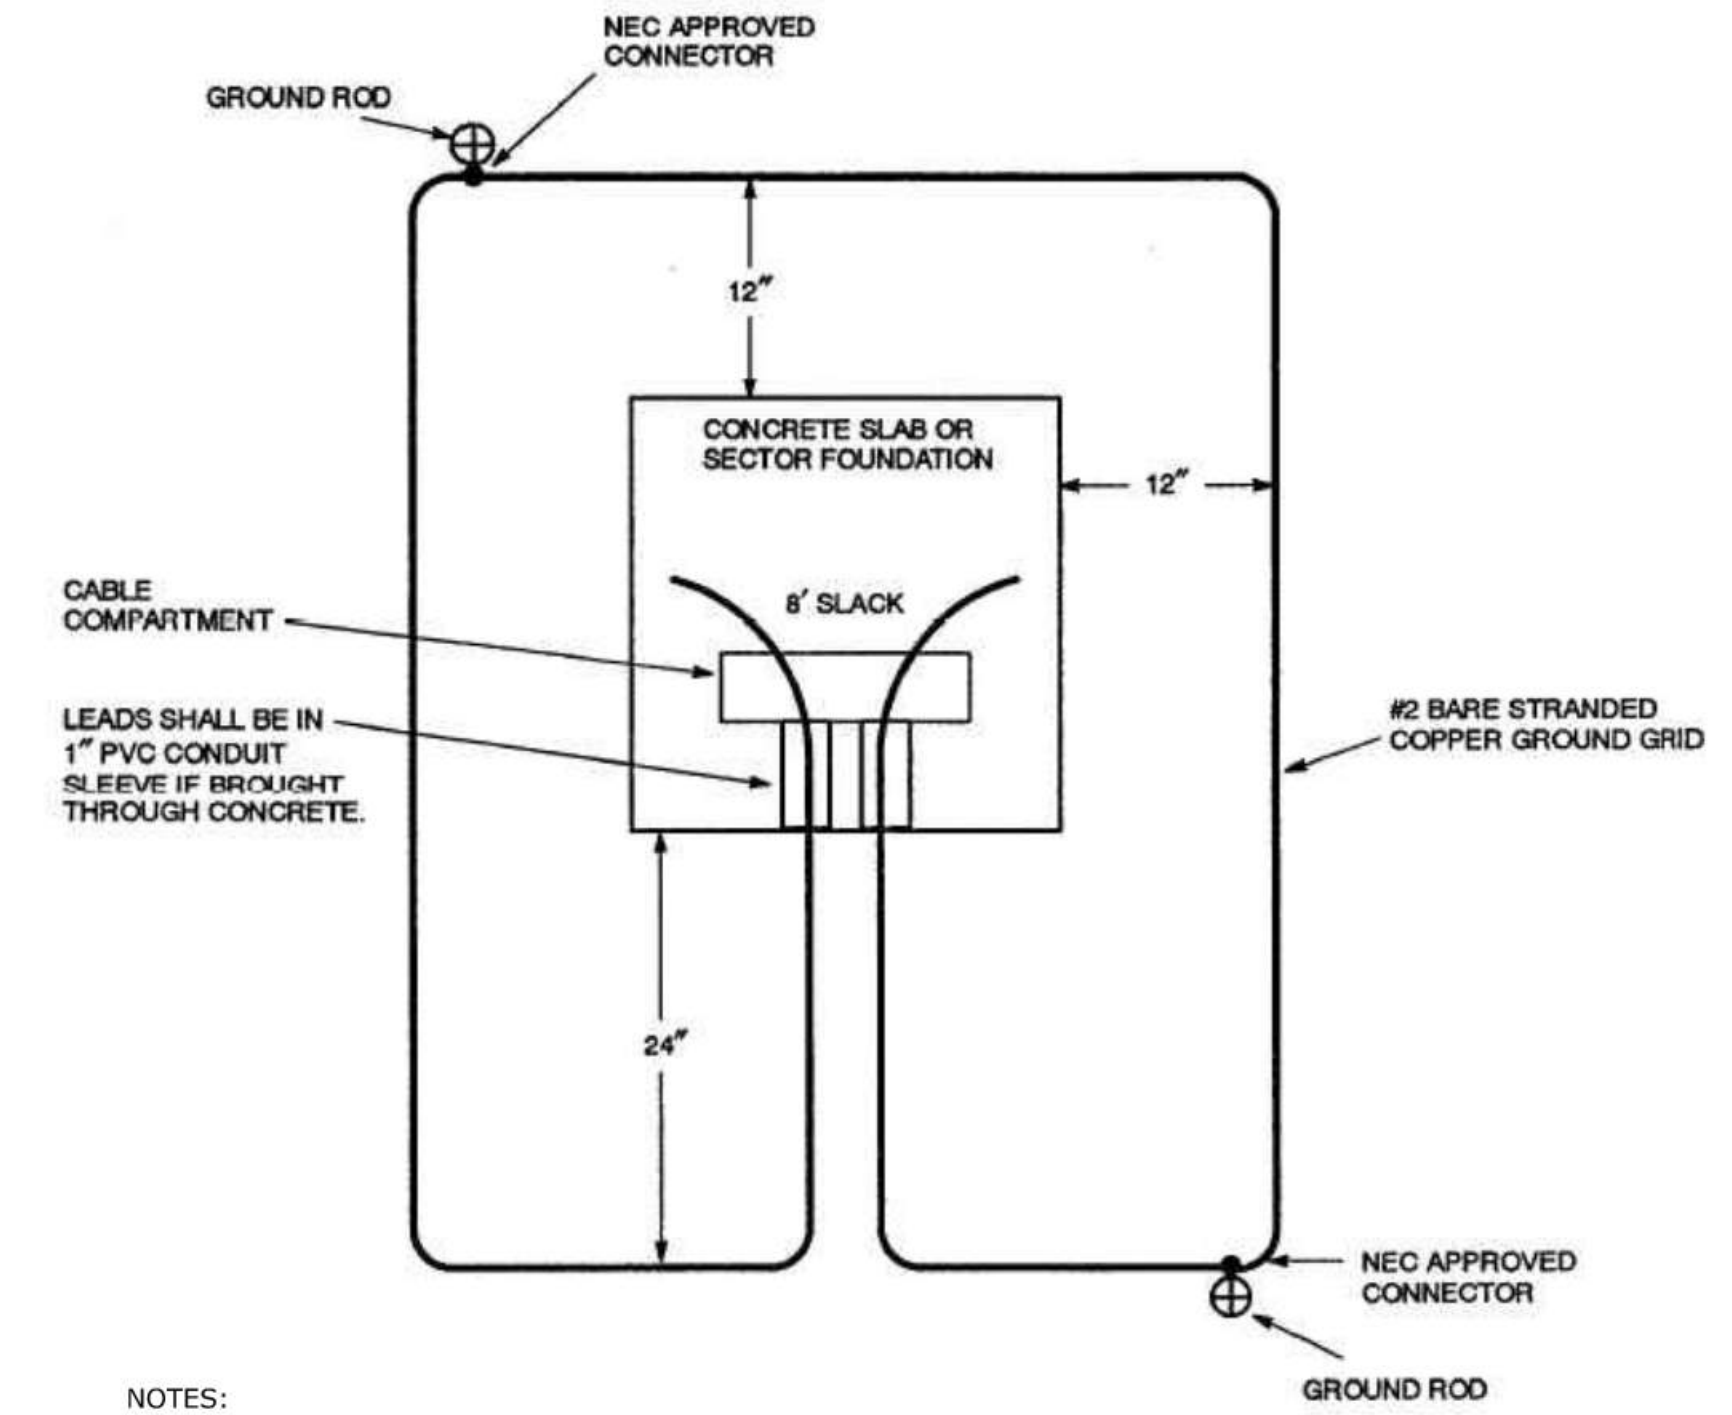 NEC APPROVED
CONNECTOR
GROUND ROD
12"
CONCRETE SLAB OR
SECTOR FOUNDATION
12"
CABLE
COMPARTMENT
8' SLACK
LEADS SHALL BE IN
1" PVC CONDUIT
SLEEVE IF BROUGHT
THROUGH CONCRETE.
#2 BARE STRANDED
COPPER GROUND GRID
24"
NEC APPROVED
CONNECTOR
GROUND ROD
NOTES: